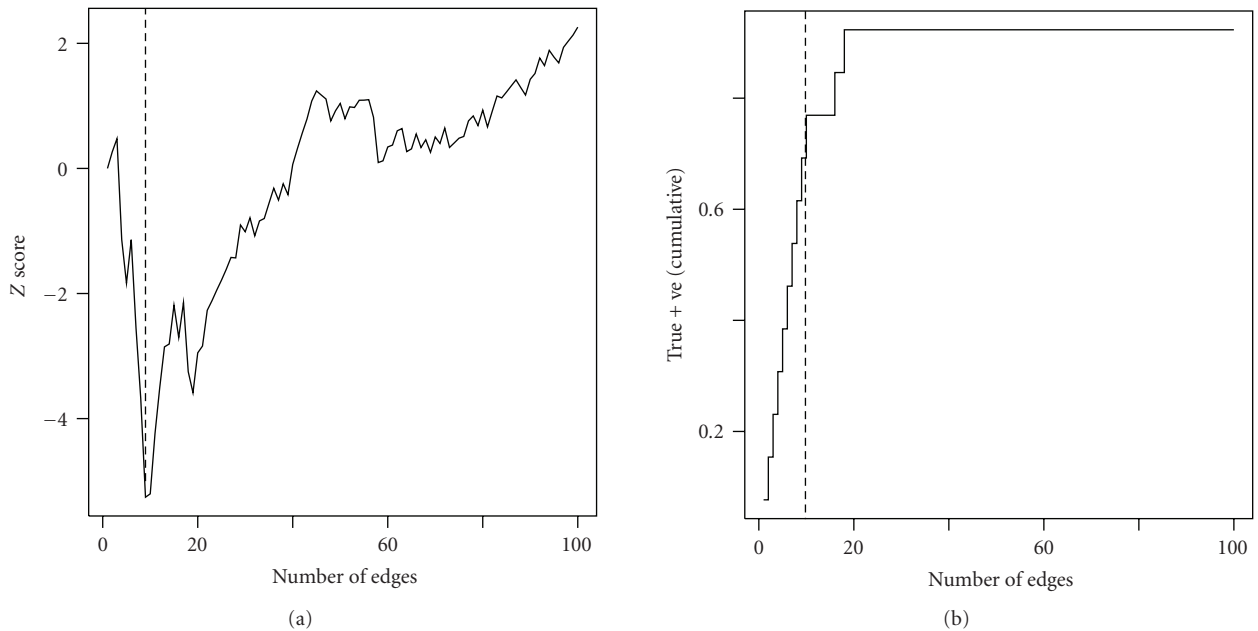 2
0
−2
−4
Z score
0
20
60
100
Number of edges
(a)
0.6
0.2
True + ve (cumulative)
0
20
60
100
Number of edges
(b)